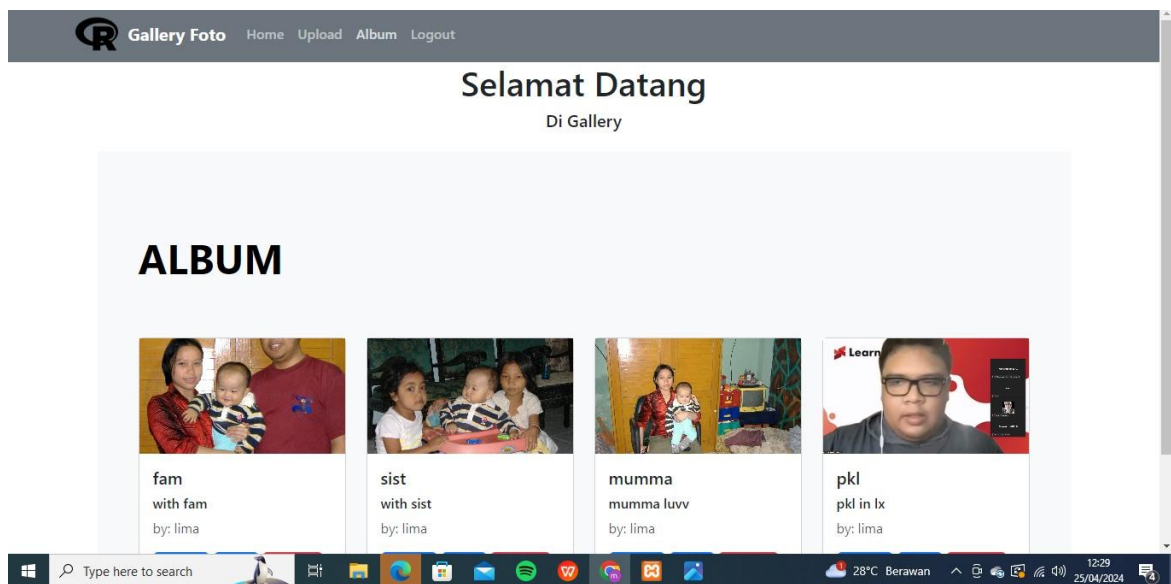 Gallery Foto Home Upload Album Logout
Selamat Datang
Di Gallery
ALBUM
Learn
fam
with fam
by: lima
sist
with sist
by: lima
mumma
mumma luvv
by: lima
pkl
pkl in lx
by: lima
Type here to search
28°C Berawan
12:29
25/04/2024